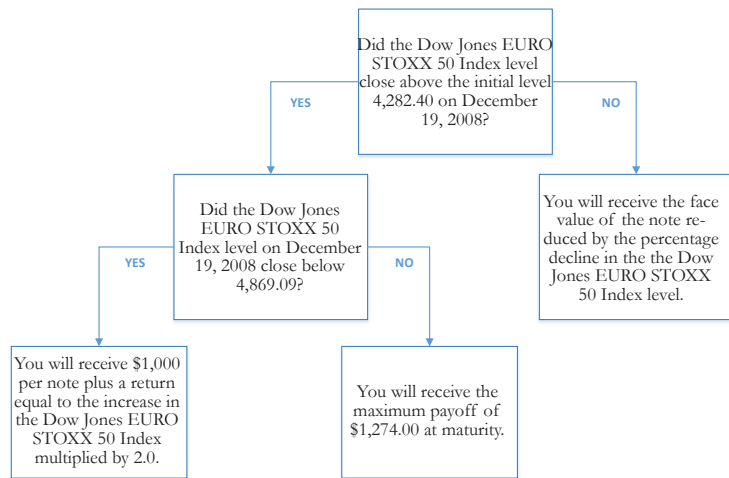 Did the Dow Jones EURO
STOXX 50 Index level
close above the initial level
4,282.40 on December
19, 2008?
YES
NO
Did the Dow Jones
EURO STOXX 50
Index level on December
19, 2008 close below
4,869.09?
You will receive the face
value of the note re-
duced by the percentage
decline in the the Dow
Jones EURO STOXX
50 Index level.
YES
NO
You will receive $1,000
per note plus a return
equal to the increase in
the Dow Jones EURO
STOXX 50 Index
multiplied by 2.0.
You will receive the
maximum payoff of
$1,274.00 at maturity.